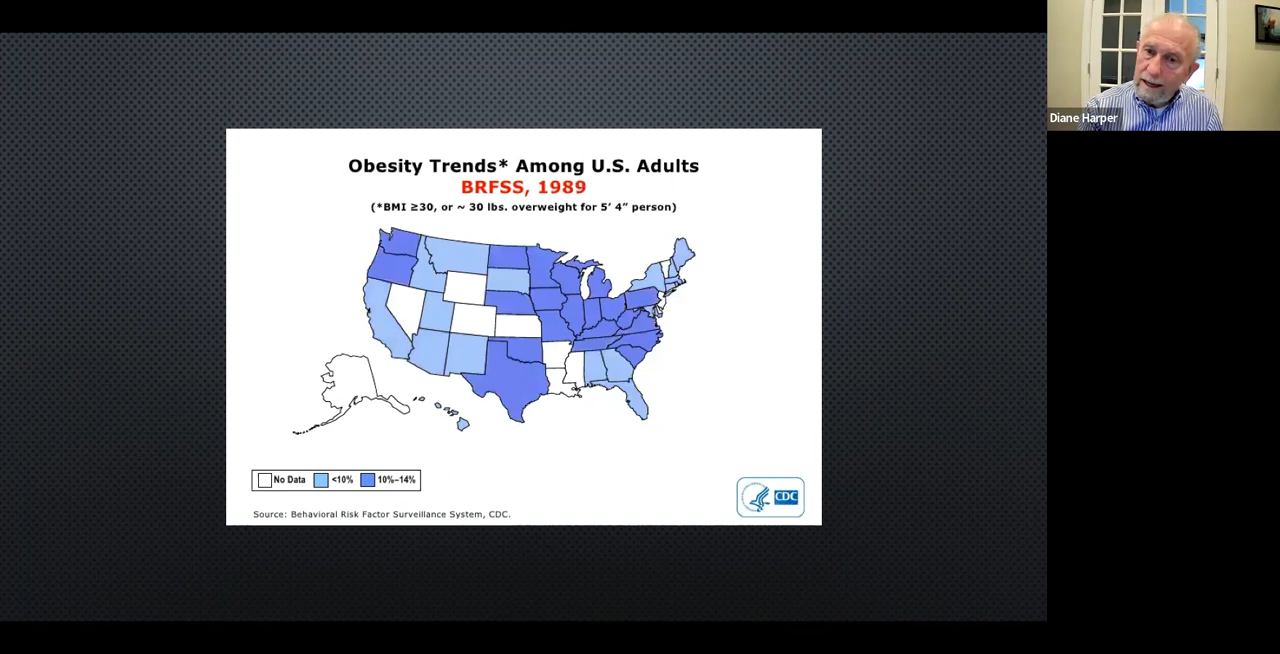 Obesity Trends* Among U.S. Adults
BRFSS, 1989
(*BMI ≥30, or ~ 30 lbs. overweight for 5’ 4” person)
No Data <10% 10%–14%
Source: Behavioral Risk Factor Surveillance System, CDC.
CDC
Diane Harper